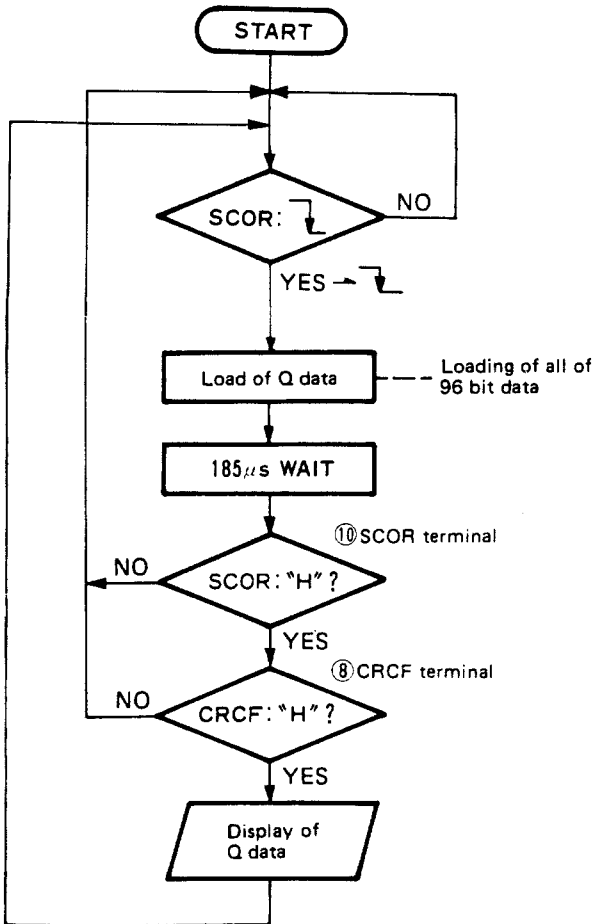 START
SCOR:
NO
YES →
Load of Q data
Loading of all of
96 bit data
185μs WAIT
⑩SCOR terminal
NO
SCOR: "H" ?
YES
⑧CRCF terminal
NO
CRCF: "H" ?
YES
Display of
Q data